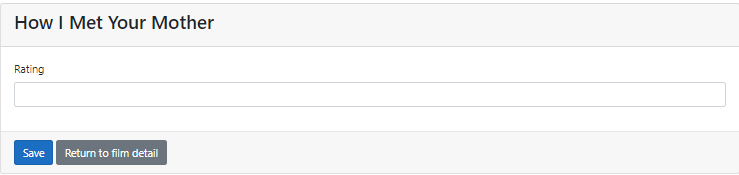 How I Met Your Mother
Rating
Save Return to film detail